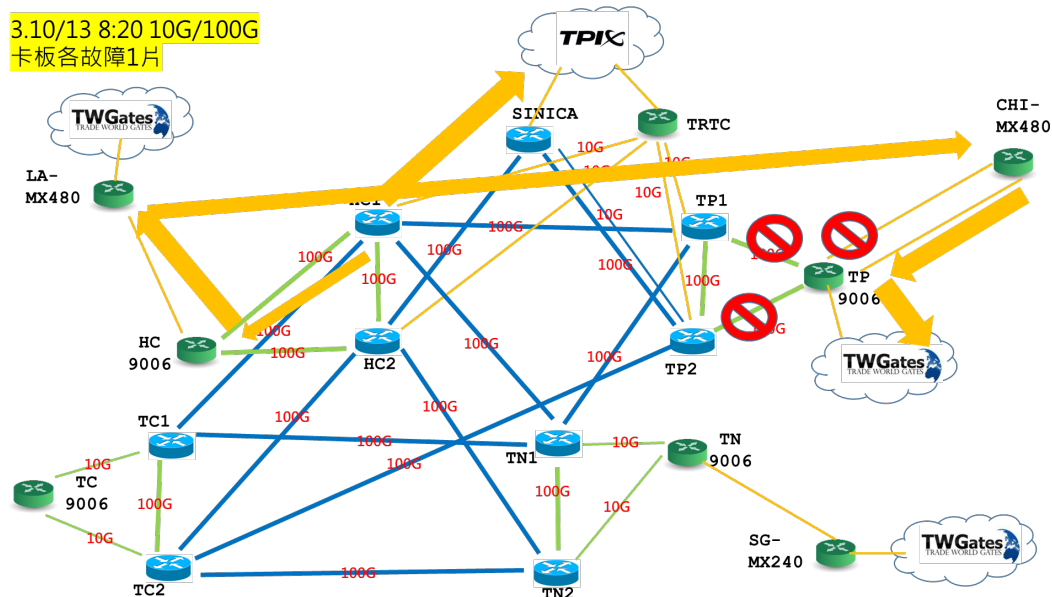 3.10/13 8:20 10G/100G
卡板各故障1片
TPIX
TWGates
TRADE WORLD GATES
SINICA
TRTC
CHI-
MX480
LA-
MX480
10G
10G
10G
10G
TP1
100G
100G
100G
100G
100G
100G
100G
TP
9006
HC
9006
100G
100G
100G
HC2
100G
TP2
TWGates
TRADE WORLD GATES
TC1
100G
100G
100G
100G
TN1
10G
TN
9006
10G
TC
9006
100G
100G
10G
10G
SG-
MX240
TWGates
TRADE WORLD GATES
TC2
100G
TN2